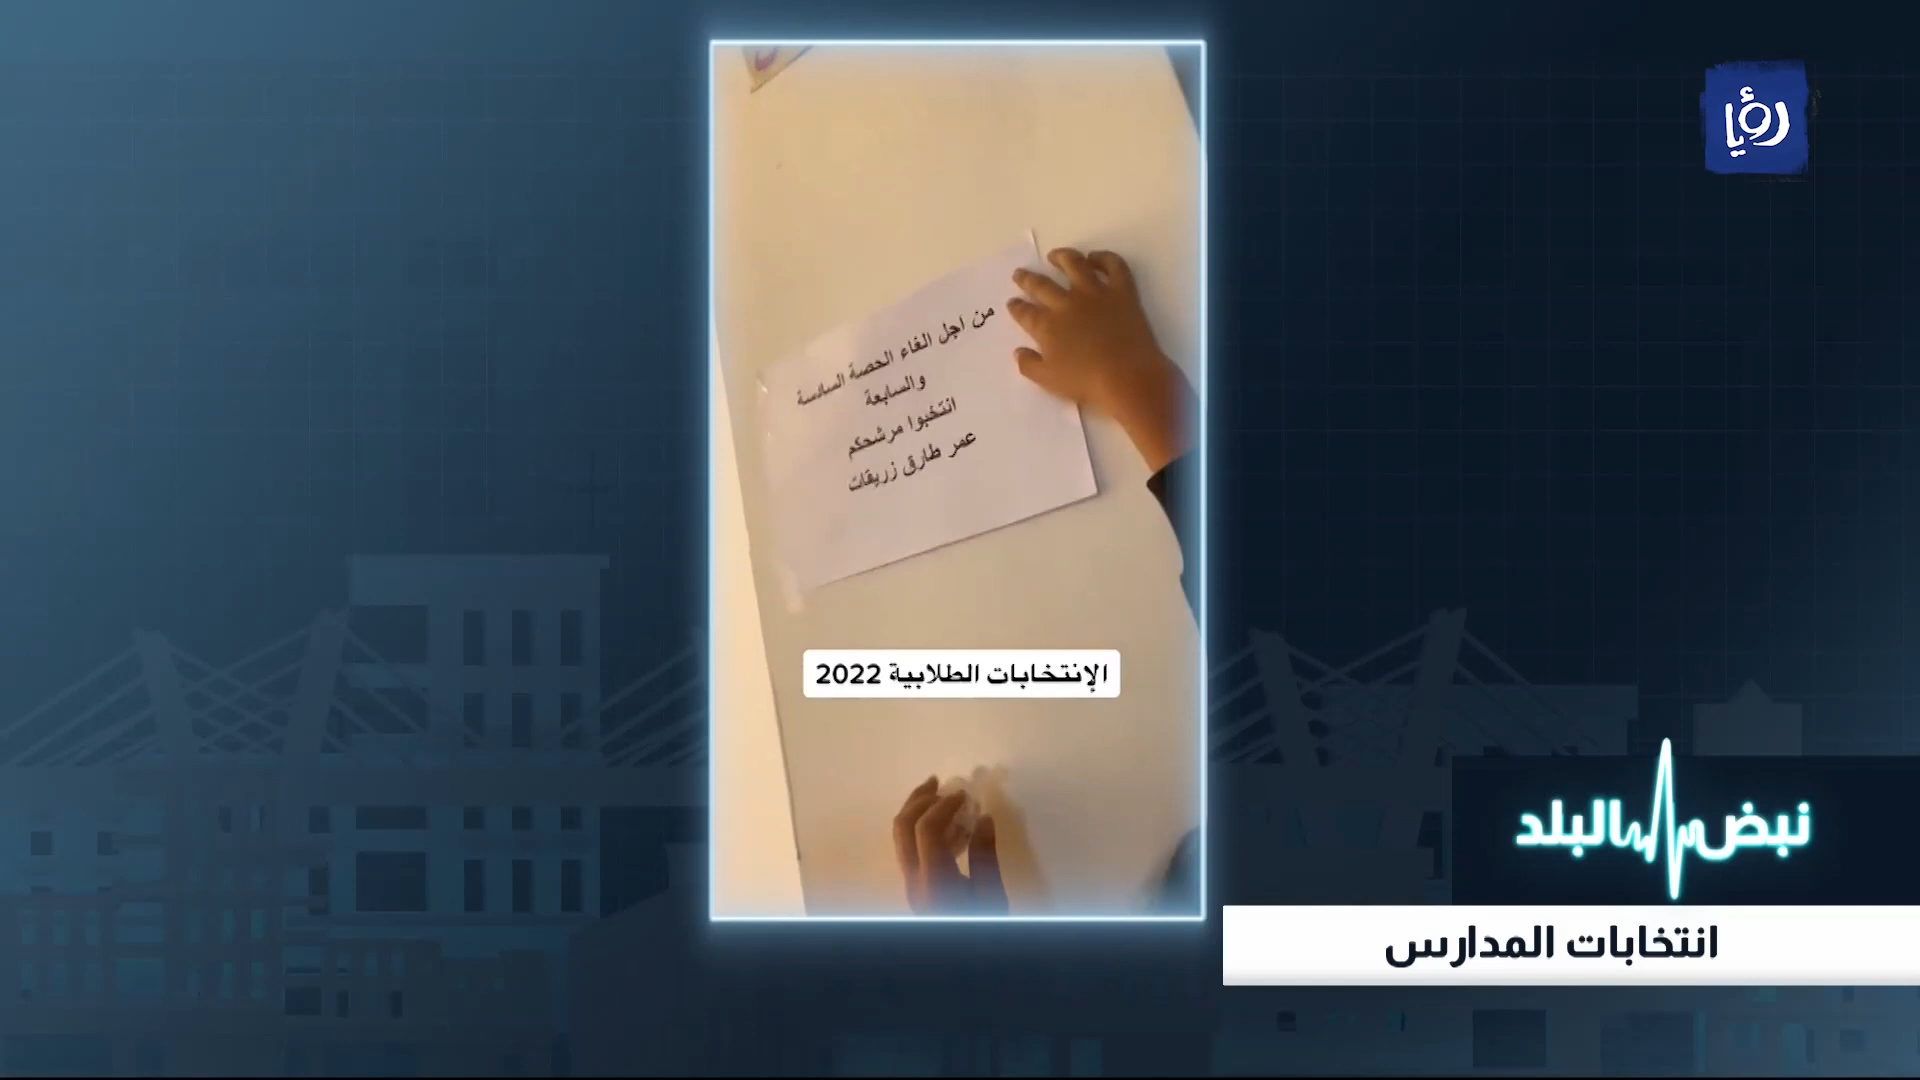 رؤيا
من اجل الغاء الحصة السادسة
والسابعة
انتخبوا مرشحكم
عمر طارق زريقات
الإنتخابات الطلابية 2022
نبض البلد
انتخابات المدارس